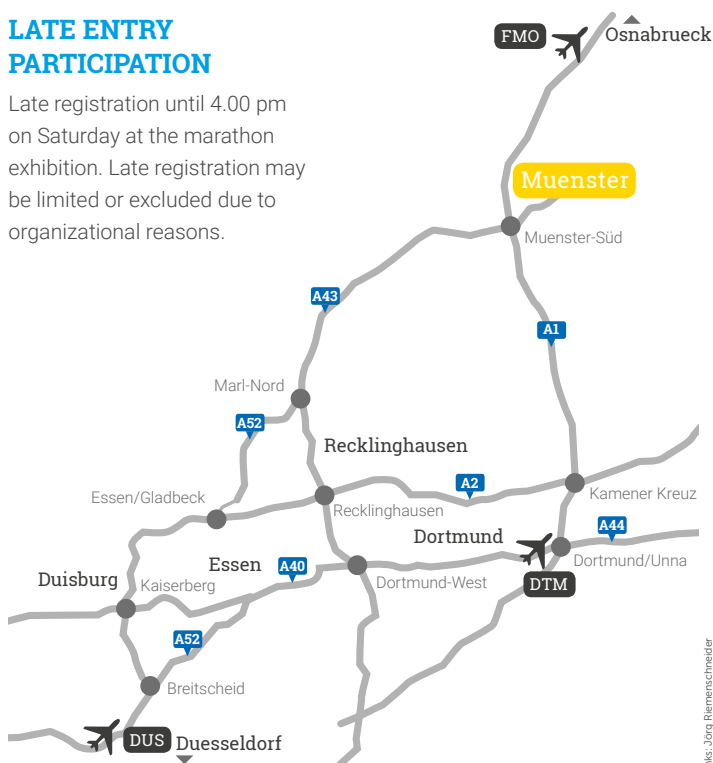 LATE ENTRY
PARTICIPATION
Late registration until 4.00 pm
on Saturday at the marathon
exhibition. Late registration may
be limited or excluded due to
organizational reasons.
FMO
Osnabrueck
Muenster
Muenster-Süd
A43
A1
Marl-Nord
A52
Recklinghausen
A2
Essen/Gladbeck
Recklinghausen
Kamener Kreuz
A44
Dortmund
Dortmund/Unna
Essen
A40
Duisburg
Kaiserberg
Dortmund-West
DTM
A52
Breitscheid
DUS
Duesseldorf
Jörg Riemenschneider